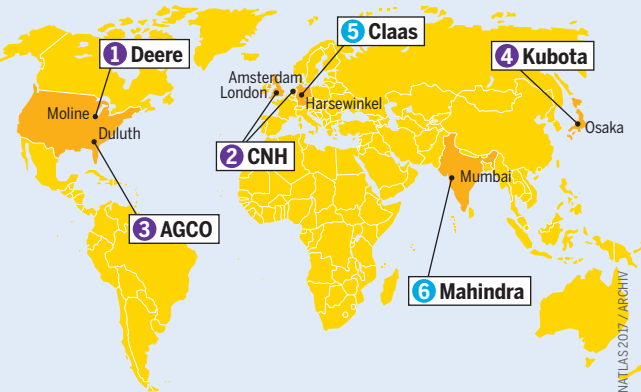 5 Claas
1 Deere
4 Kubota
Amsterdam
London
Harsewinkel
Moline
Duluth
Osaka
2 CNH
Mumbai
3 AGCO
6 Mahindra
NATLAS 2017 / ARCHIV